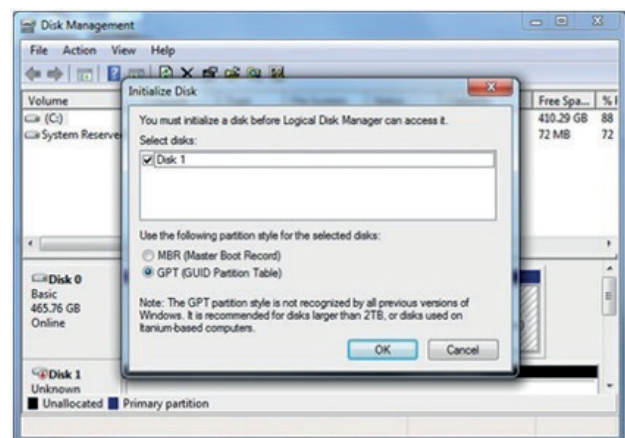 Disk Management
File Action View Help
Initialize Disk
Volume
Free Spa...
(C:)
410.29 GB 88
System Reserve
72 MB 72
You must initialize a disk before Logical Disk Manager can access it.
Select disks:
Disk 1
Use the following partition style for the selected disks:
MBR (Master Boot Record)
GPT (GUID Partition Table)
Note: The GPT partition style is not recognized by all previous versions of
Windows. It is recommended for disks larger than 2TB, or disks used on
Itanium-based computers.
OK Cancel
Disk 0
Basic
465.76 GB
Online
Disk 1
Unknown
Unallocated Primary partition